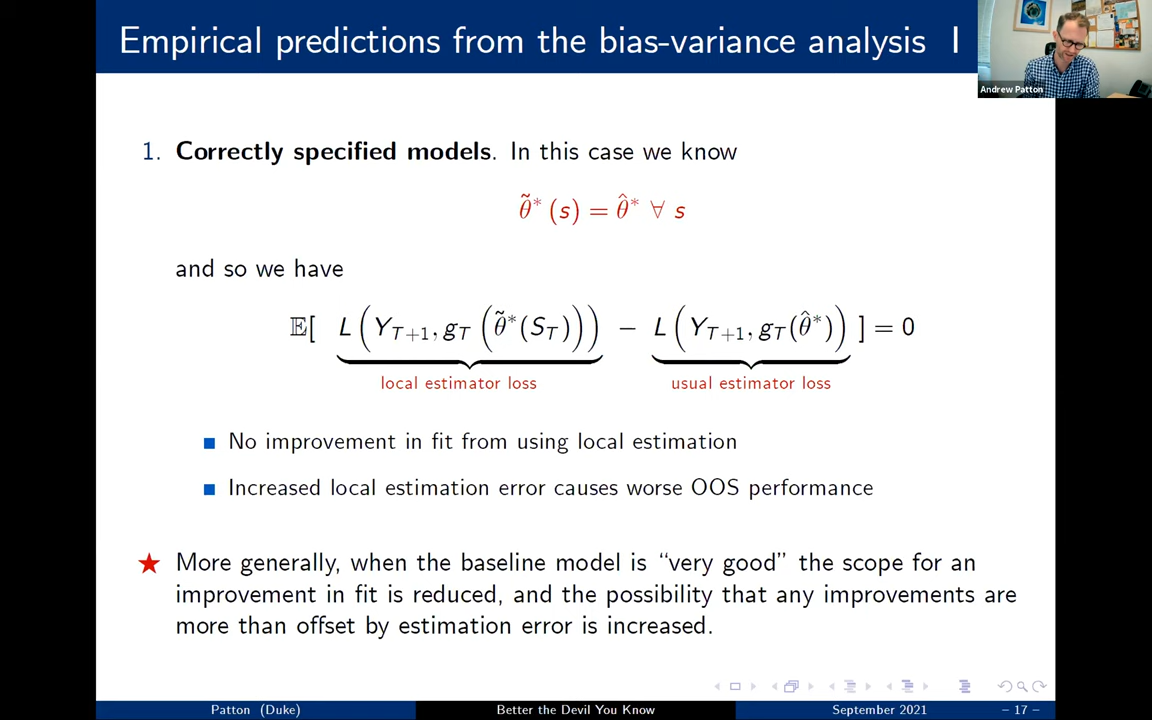 Empirical predictions from the bias-variance analysis I
Andrew Patton
1. Correctly specified models. In this case we know
θ̃* (s) = θ̂* ∀ s
and so we have
𝔼[ L(Y_{T+1}, g_T(θ̃*(S_T))) − L(Y_{T+1}, g_T(θ̂*)) ] = 0
local estimator loss usual estimator loss
No improvement in fit from using local estimation
Increased local estimation error causes worse OOS performance
★ More generally, when the baseline model is “very good” the scope for an
improvement in fit is reduced, and the possibility that any improvements are
more than offset by estimation error is increased.
Patton (Duke) Better the Devil You Know September 2021 – 17 –